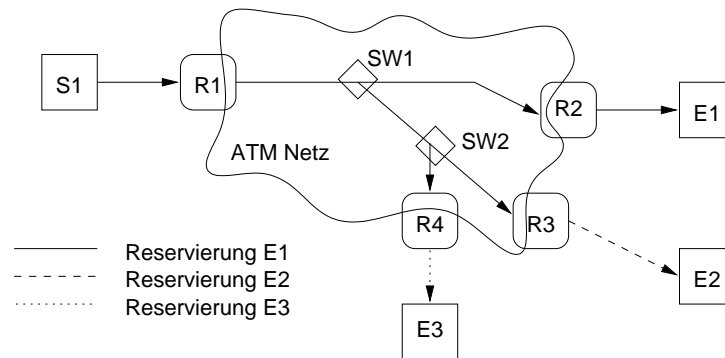 SW1
S1
R1
R2
E1
SW2
ATM Netz
R4
R3
Reservierung E1
Reservierung E2
Reservierung E3
E2
E3